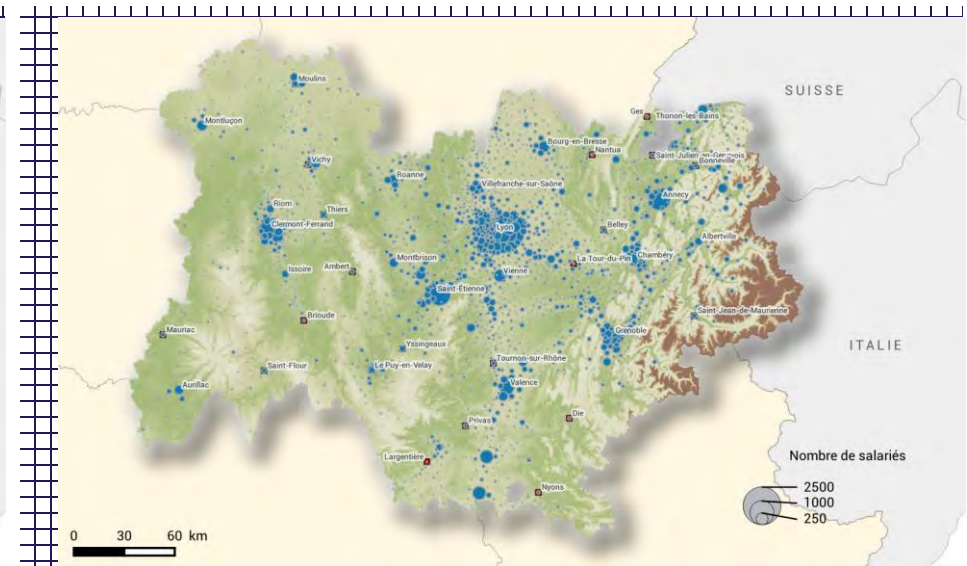 SUISSE
Moulins
Gex
Thonon-les-Bains
Montluçon
Bourg-en-Bresse
Nantua
Saint-Julien-en-Genevois
Bonneville
Vichy
Roanne
Villefranche-sur-Saône
Annecy
Riom
Thiers
Clermont-Ferrand
Lyon
Belley
Albertville
Montbrison
La Tour-du-Pin
Chambéry
Issoire
Ambert
Vienne
Saint-Étienne
Brioude
Saint-Jean-de-Maurienne
Mauriac
Grenoble
ITALIE
Yssingeaux
Saint-Flour
Le Puy-en-Velay
Tournon-sur-Rhône
Aurillac
Valence
Privas
Die
Largentière
Nyons
Nombre de salariés
2500
1000
250
0 30 60 km